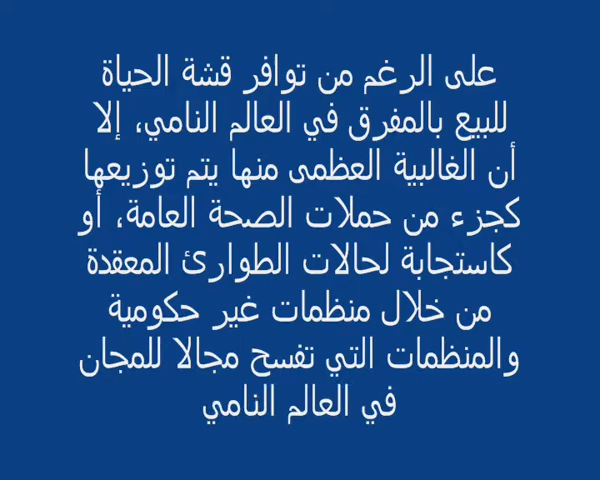 على الرغم من توافر قشة الحياة
للبيع بالمفرق في العالم النامي، إلا
أن الغالبية العظمى منها يتم توزيعها
كجزء من حملات الصحة العامة، أو
كاستجابة لحالات الطوارئ المعقدة
من خلال منظمات غير حكومية
والمنظمات التي تفسح مجالا للمجان
في العالم النامي